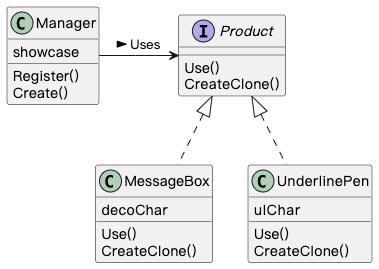 C Manager
showcase
Register()
Create()
Uses
I Product
Use()
CreateClone()
C MessageBox
decoChar
Use()
CreateClone()
C UnderlinePen
ulChar
Use()
CreateClone()